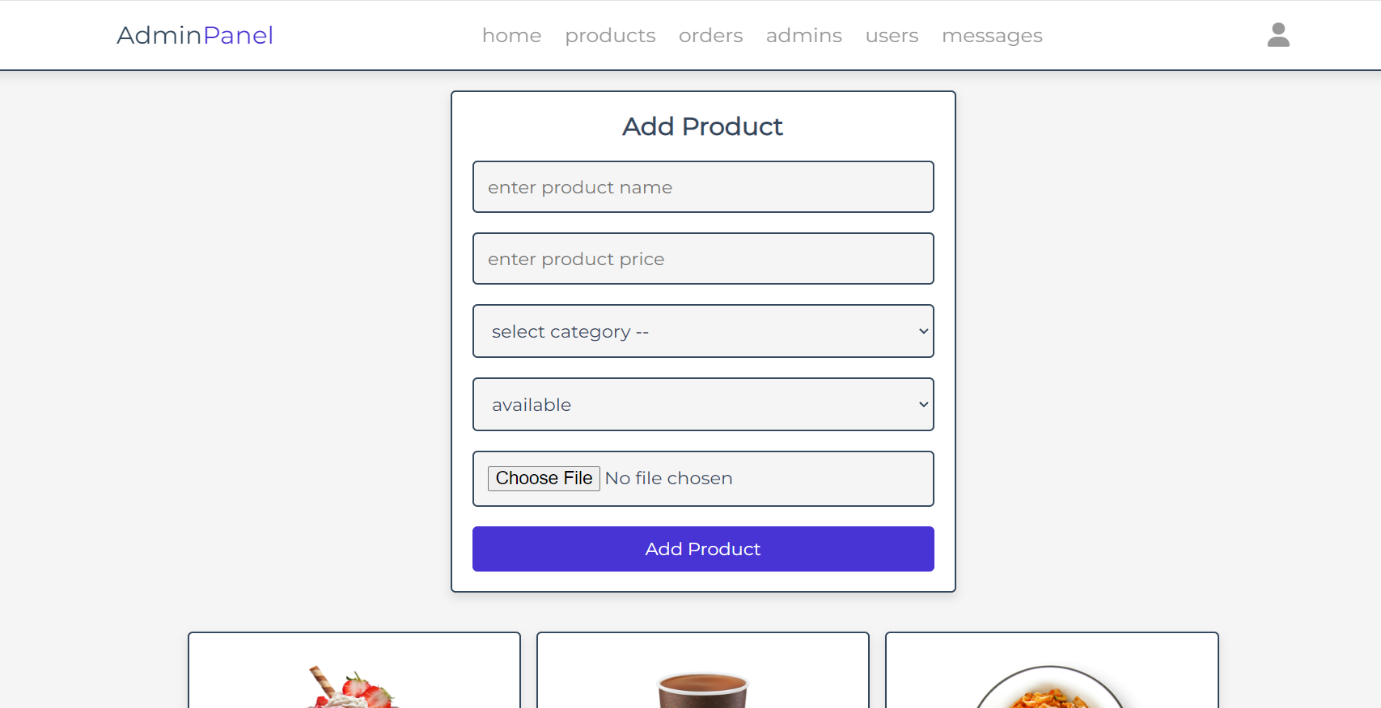 AdminPanel
home products orders admins users messages
Add Product
enter product name
enter product price
select category --
available
Choose File No file chosen
Add Product